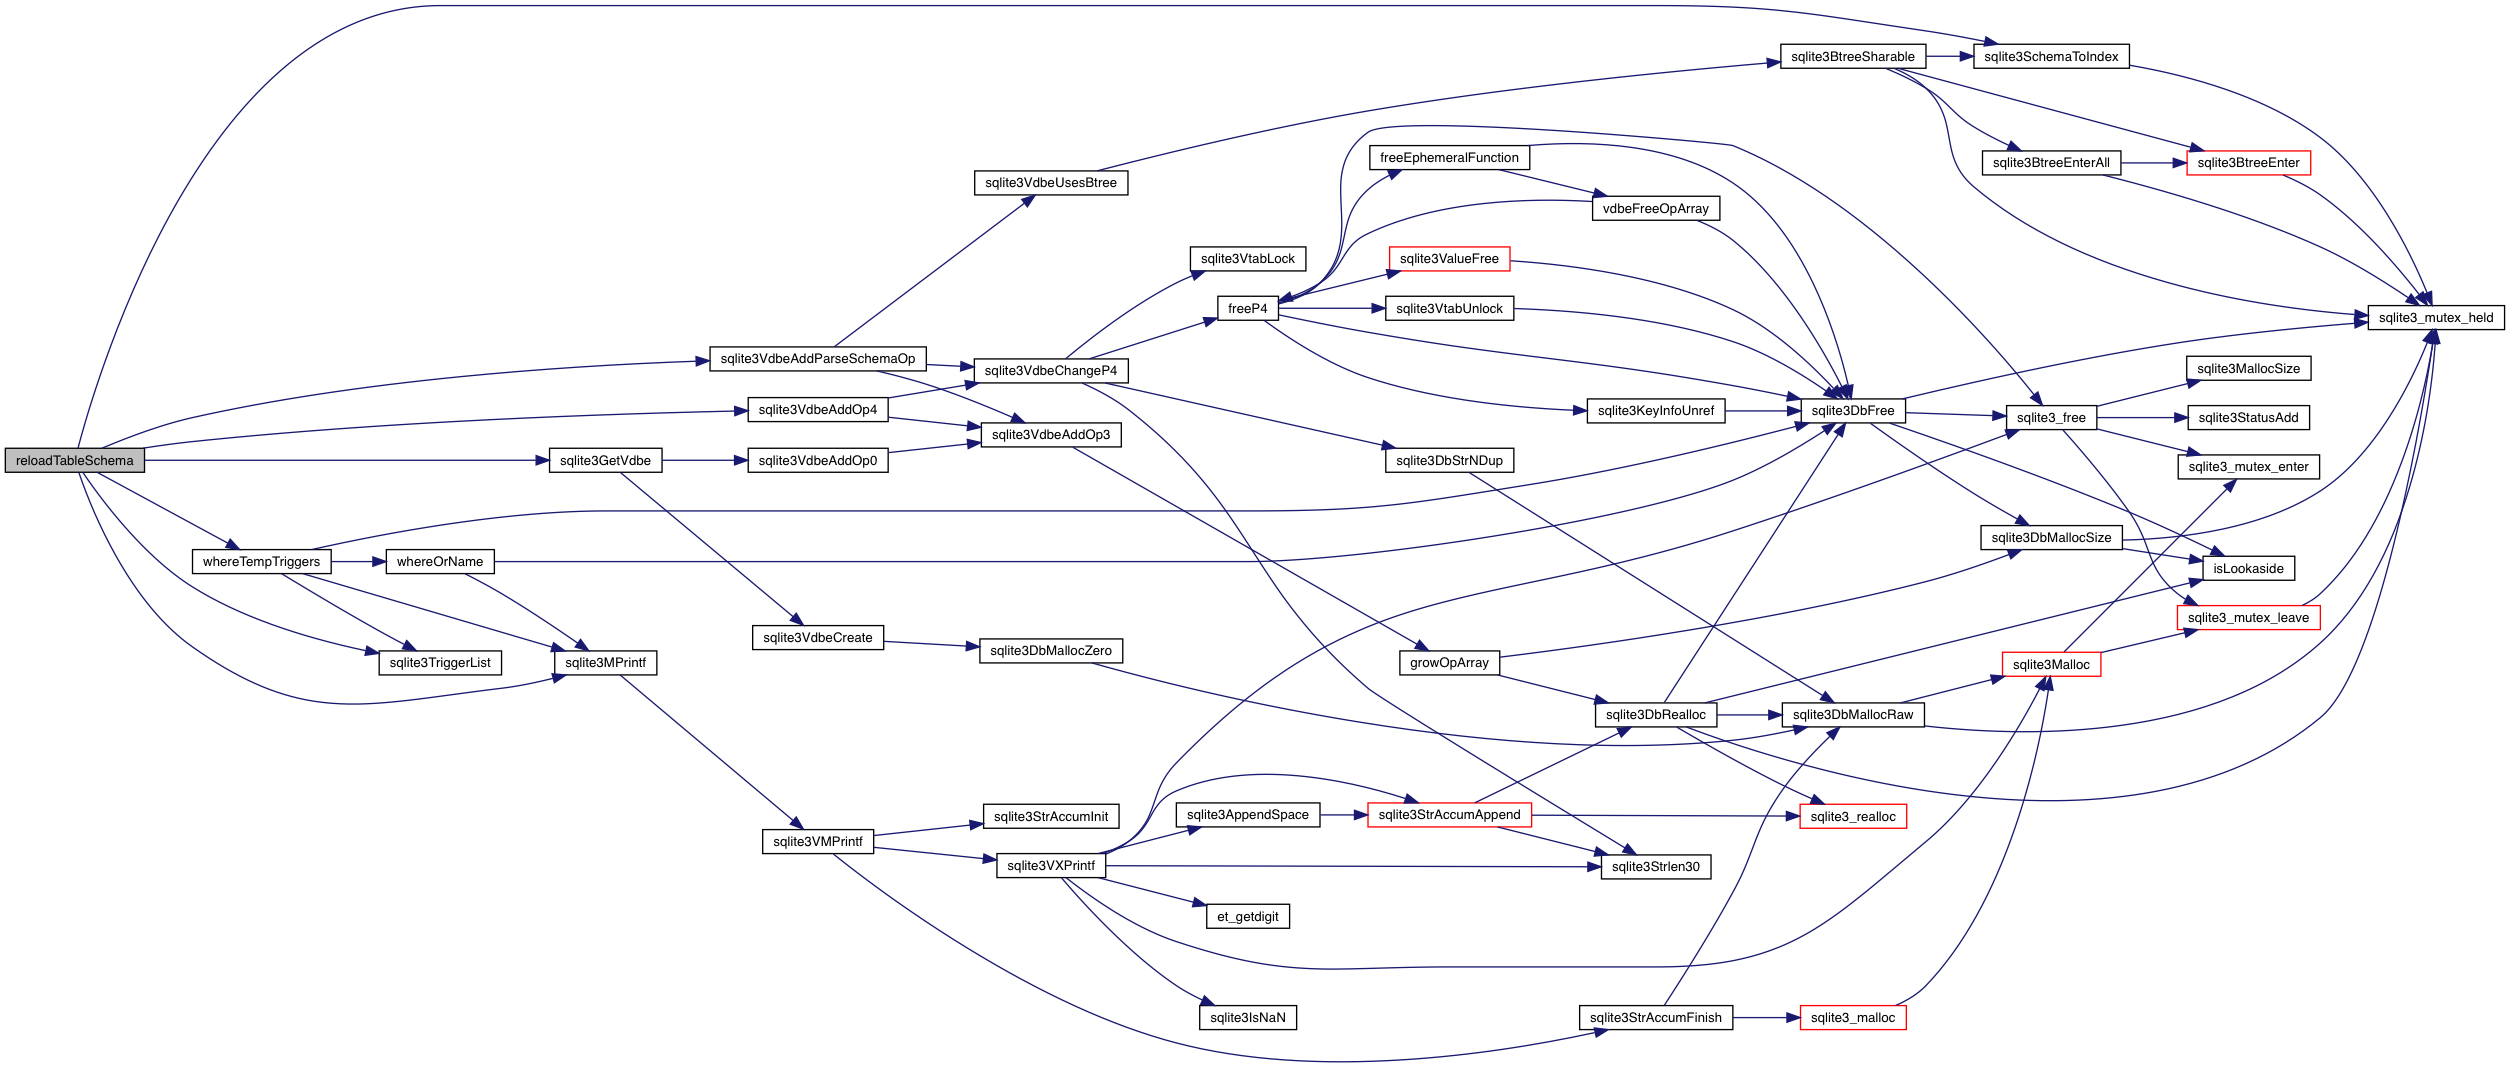 reloadTableSchema
whereTempTriggers
sqlite3TriggerList
whereOrName
sqlite3GetVdbe
sqlite3MPrintf
sqlite3VdbeAddParseSchemaOp
sqlite3VdbeAddOp4
sqlite3VdbeAddOp0
sqlite3VdbeCreate
sqlite3VMPrintf
sqlite3VdbeUsesBtree
sqlite3VdbeChangeP4
sqlite3VdbeAddOp3
sqlite3DbMallocZero
sqlite3StrAccumInit
sqlite3VXPrintf
sqlite3VtabLock
freeP4
sqlite3AppendSpace
et_getdigit
sqlite3IsNaN
freeEphemeralFunction
sqlite3ValueFree
sqlite3VtabUnlock
sqlite3DbStrNDup
growOpArray
sqlite3StrAccumAppend
vdbeFreeOpArray
sqlite3KeyInfoUnref
sqlite3DbRealloc
sqlite3Strlen30
sqlite3StrAccumFinish
sqlite3BtreeSharable
sqlite3DbFree
sqlite3DbMallocRaw
sqlite3_realloc
sqlite3_malloc
sqlite3SchemaToIndex
sqlite3BtreeEnterAll
sqlite3_free
sqlite3DbMallocSize
sqlite3Malloc
sqlite3BtreeEnter
sqlite3MallocSize
sqlite3StatusAdd
sqlite3_mutex_enter
isLookaside
sqlite3_mutex_leave
sqlite3_mutex_held